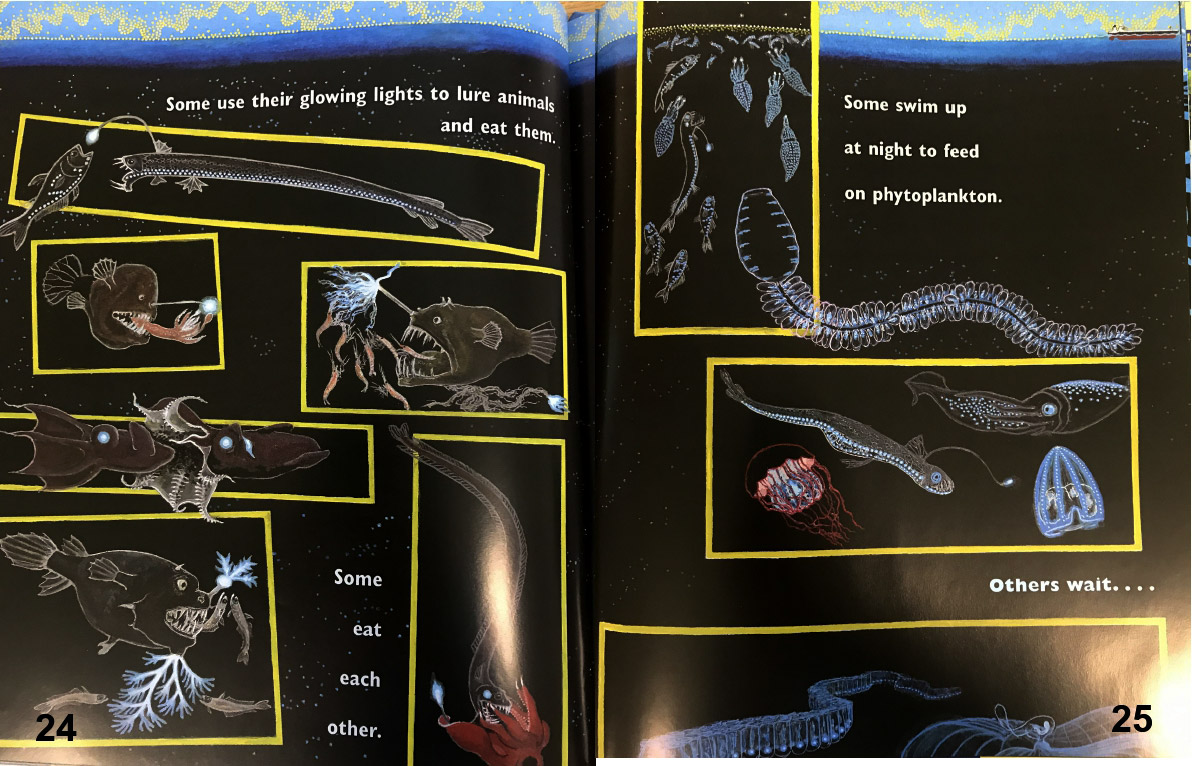 Some use their glowing lights to lure animals
and eat them.
Some
eat
each
other.
24
Some swim up
at night to feed
on phytoplankton.
Others wait....
25